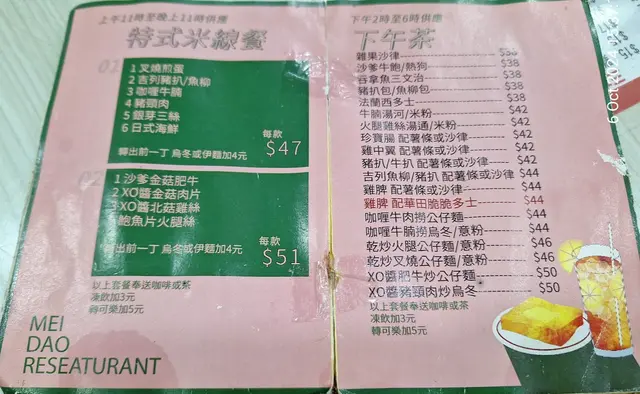 上午11時至晚上11時供應
特式米線餐
01
1 叉燒煎蛋
2 吉列豬扒/魚柳
3 咖喱牛腩
4 豬頸肉
5 銀芽三絲
6 日式海鮮
每款
$47
轉出前一丁 烏冬或伊麵加4元
1 沙爹金菇肥牛
2 XO醬金菇肉片
3 XO醬北菇雞絲
鮑魚片火腿絲
每款
$51
轉出前一丁 烏冬或伊麵加4元
以上套餐奉送咖啡或茶
凍飲加3元
轉可樂加5元
MEI
DAO
RESEATURANT
下午2時至6時供應
下午茶
雜果沙律 $38
沙爹牛飽/熱狗 $38
吞拿魚三文治 $38
豬扒包/魚柳包 $38
法蘭西多士 $38
牛腩湯河/米粉 $42
火腿雞絲湯通/米粉 $42
珍寶腸 配薯條或沙律 $42
雞中翼 配薯條或沙律 $42
豬扒/牛扒 配薯條或沙律 $42
吉列魚柳/豬扒 配薯條或沙律 $44
雞脾 配薯條或沙律 $44
雞脾 配華田脆脆多士 $44
咖喱牛肉撈公仔麵 $44
咖喱牛腩撈烏冬/意粉 $44
乾炒火腿公仔麵/意粉 $46
乾炒叉燒公仔麵/意粉 $46
XO醬肥牛炒公仔麵 $50
XO醬豬頸肉炒烏冬 $50
以上套餐奉送咖啡或茶
凍飲加3元
轉可樂加5元